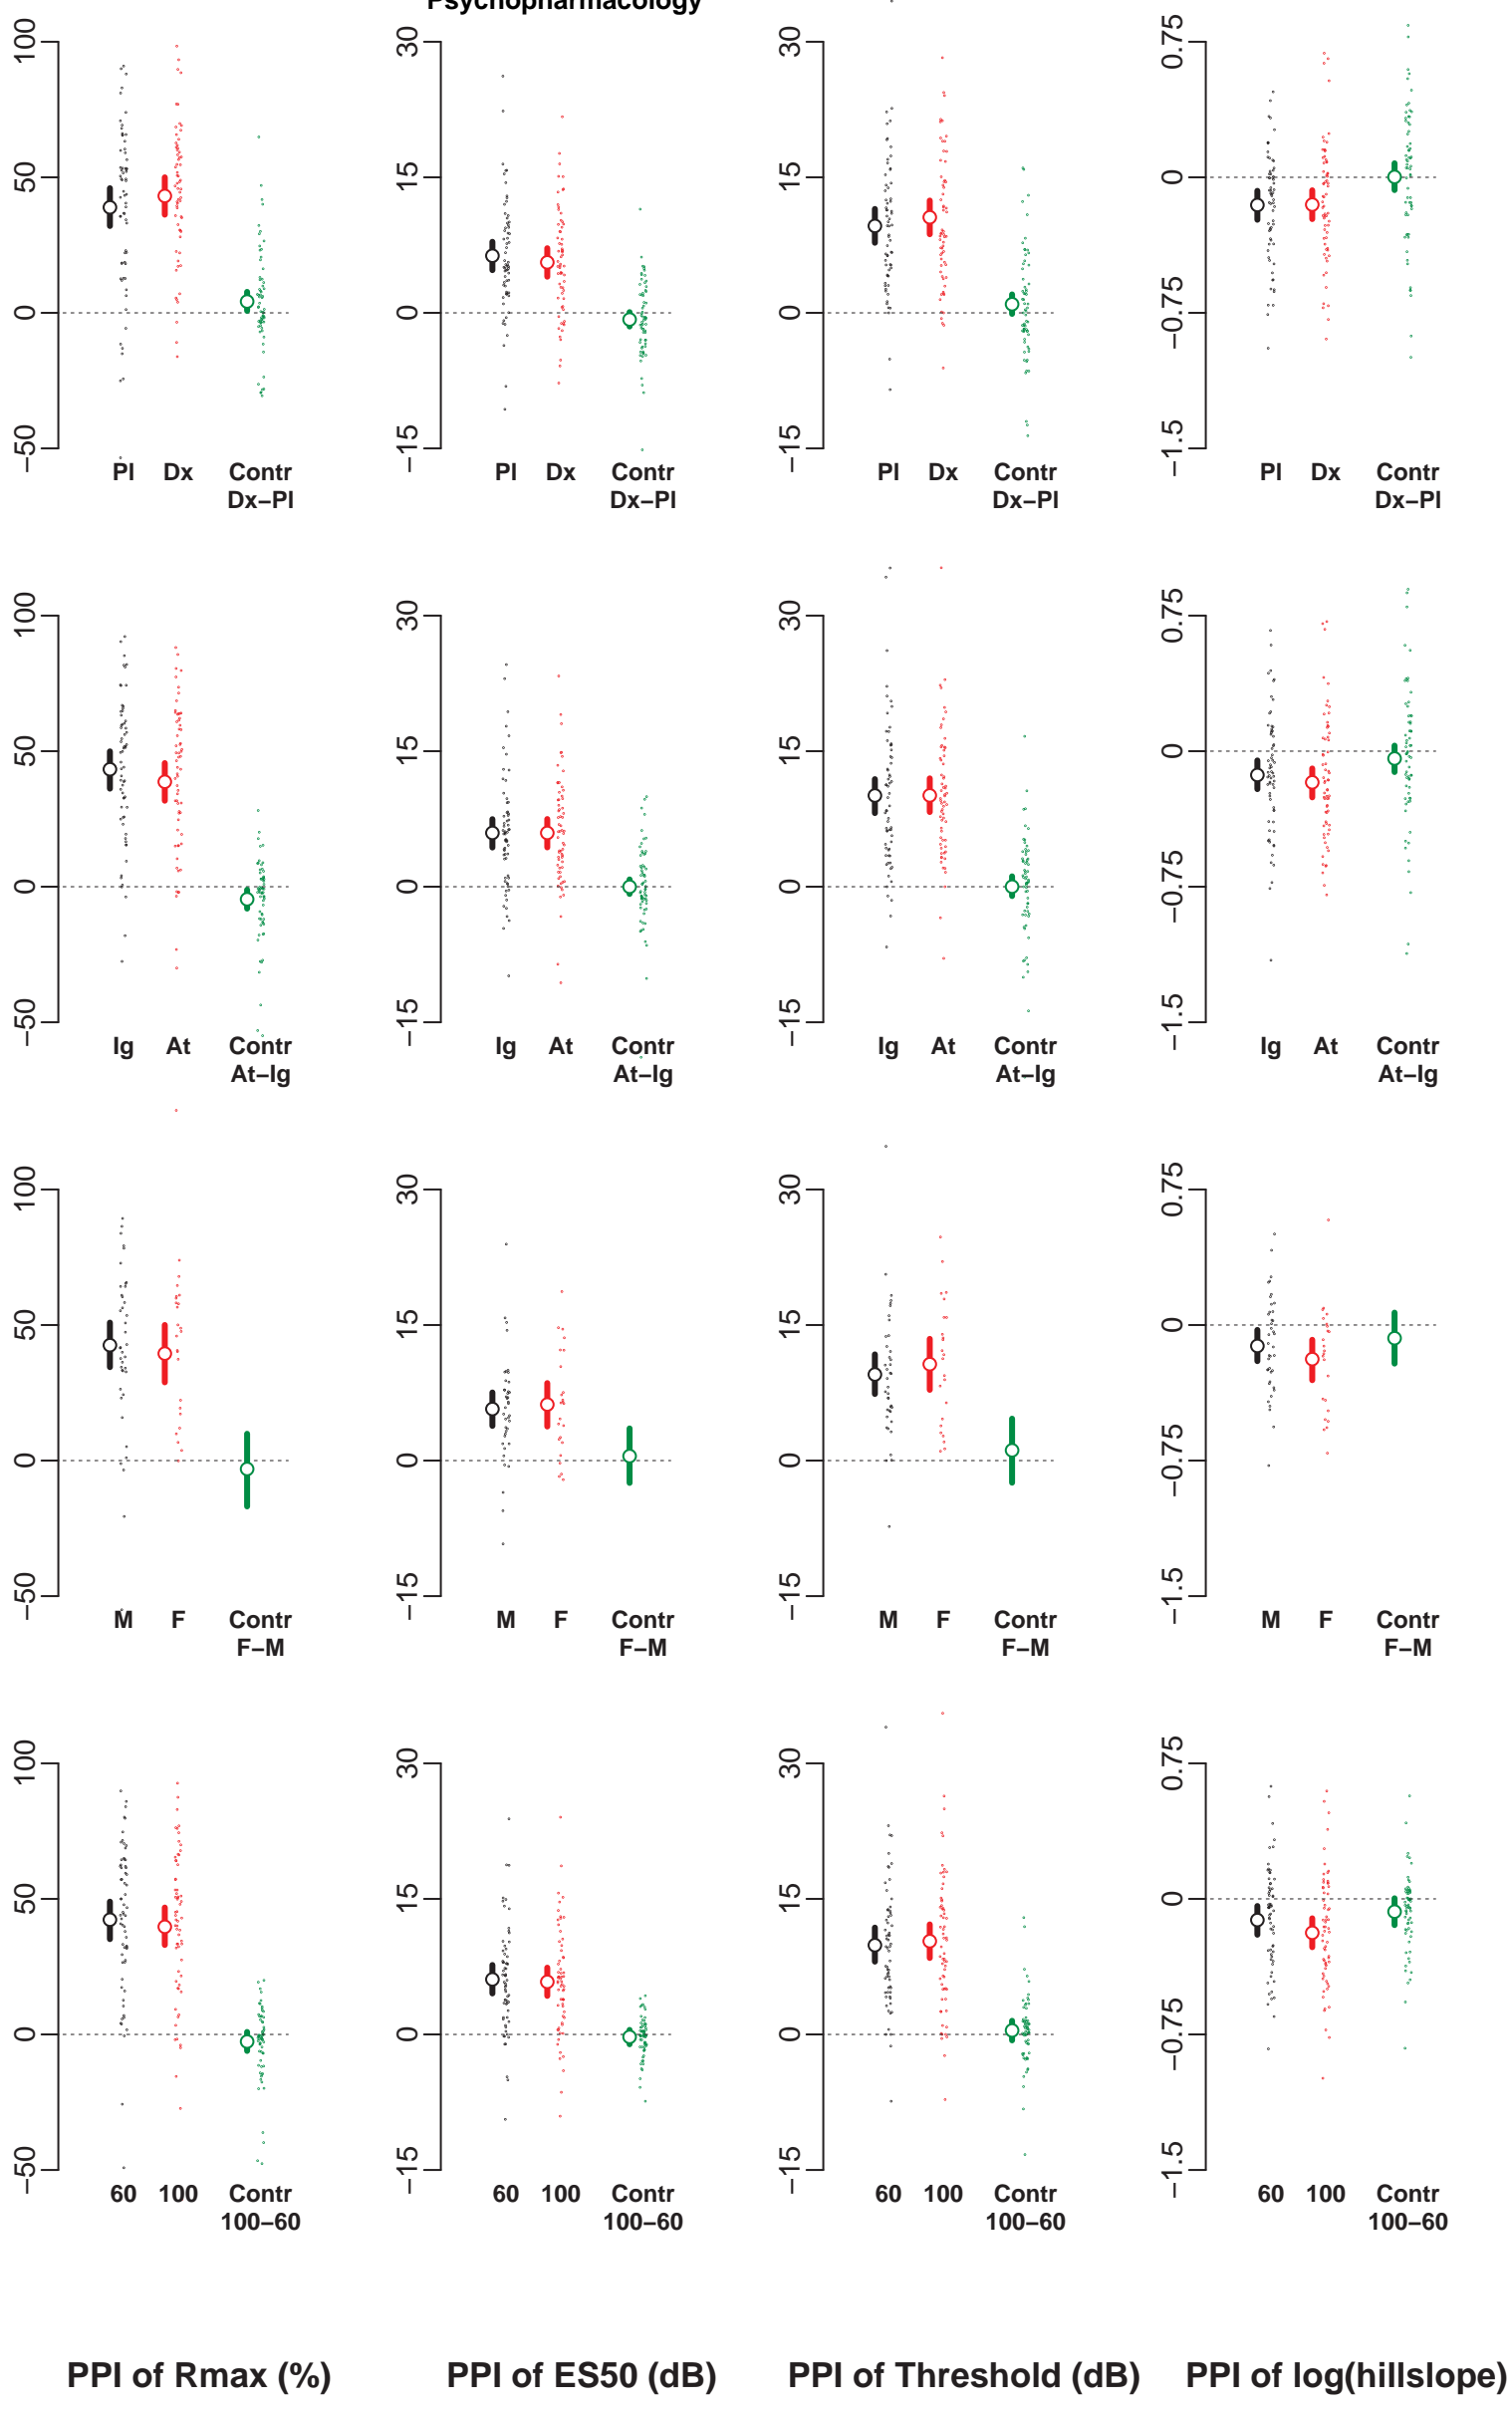 Psychopharmacology
100 50 0 −50
30 15 0 −15
30 15 0 −15
0.75 0 −0.75 −1.5
Pl Dx Contr Pl Dx Contr Pl Dx Contr Pl Dx Contr
Dx−Pl Dx−Pl Dx−Pl Dx−Pl
100 50 0 −50
30 15 0 −15
30 15 0 −15
0.75 0 −0.75 −1.5
Ig At Contr Ig At Contr Ig At Contr Ig At Contr
At−Ig At−Ig At−Ig At−Ig
100 50 0 −50
30 15 0 −15
30 15 0 −15
0.75 0 −0.75 −1.5
M F Contr M F Contr M F Contr M F Contr
F−M F−M F−M F−M
100 50 0 −50
30 15 0 −15
30 15 0 −15
0.75 0 −0.75 −1.5
60 100 Contr 60 100 Contr 60 100 Contr 60 100 Contr
100−60 100−60 100−60 100−60
PPI of Rmax (%) PPI of ES50 (dB) PPI of Threshold (dB) PPI of log(hillslope)